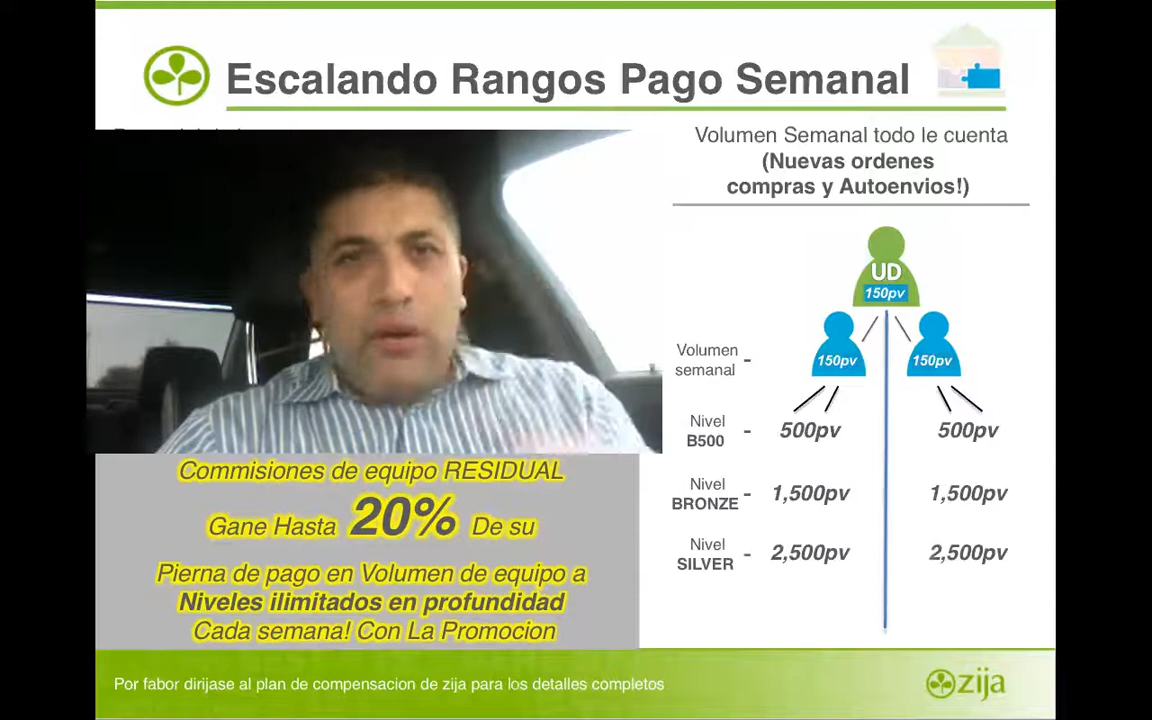 Escalando Rangos Pago Semanal
Volumen Semanal todo le cuenta
(Nuevas ordenes
compras y Autoenvios!)
UD
150pv
Volumen
semanal -
150pv
150pv
Nivel
B500 - 500pv 500pv
Nivel
BRONZE - 1,500pv 1,500pv
Nivel
SILVER - 2,500pv 2,500pv
Commisiones de equipo RESIDUAL
Gane Hasta 20% De su
Pierna de pago en Volumen de equipo a
Niveles ilimitados en profundidad
Cada semana! Con La Promocion
Por fabor dirijase al plan de compensacion de zija para los detalles completos
zija